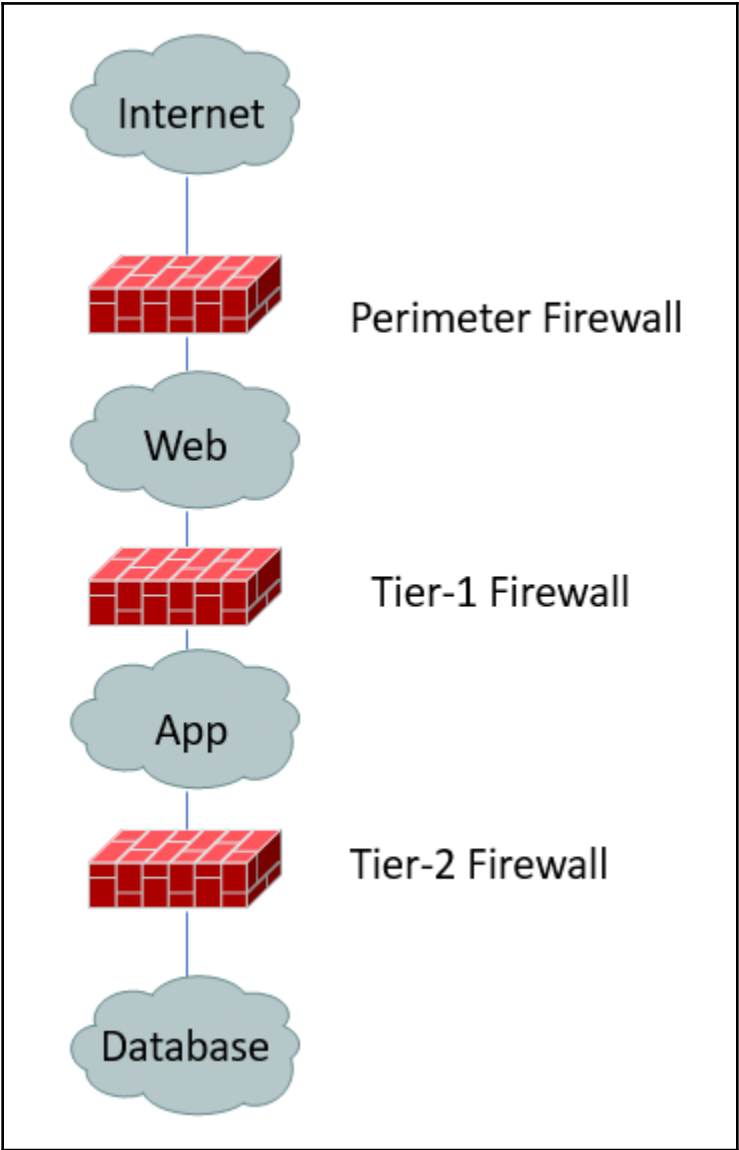 Internet
Perimeter Firewall
Web
Tier-1 Firewall
App
Tier-2 Firewall
Database